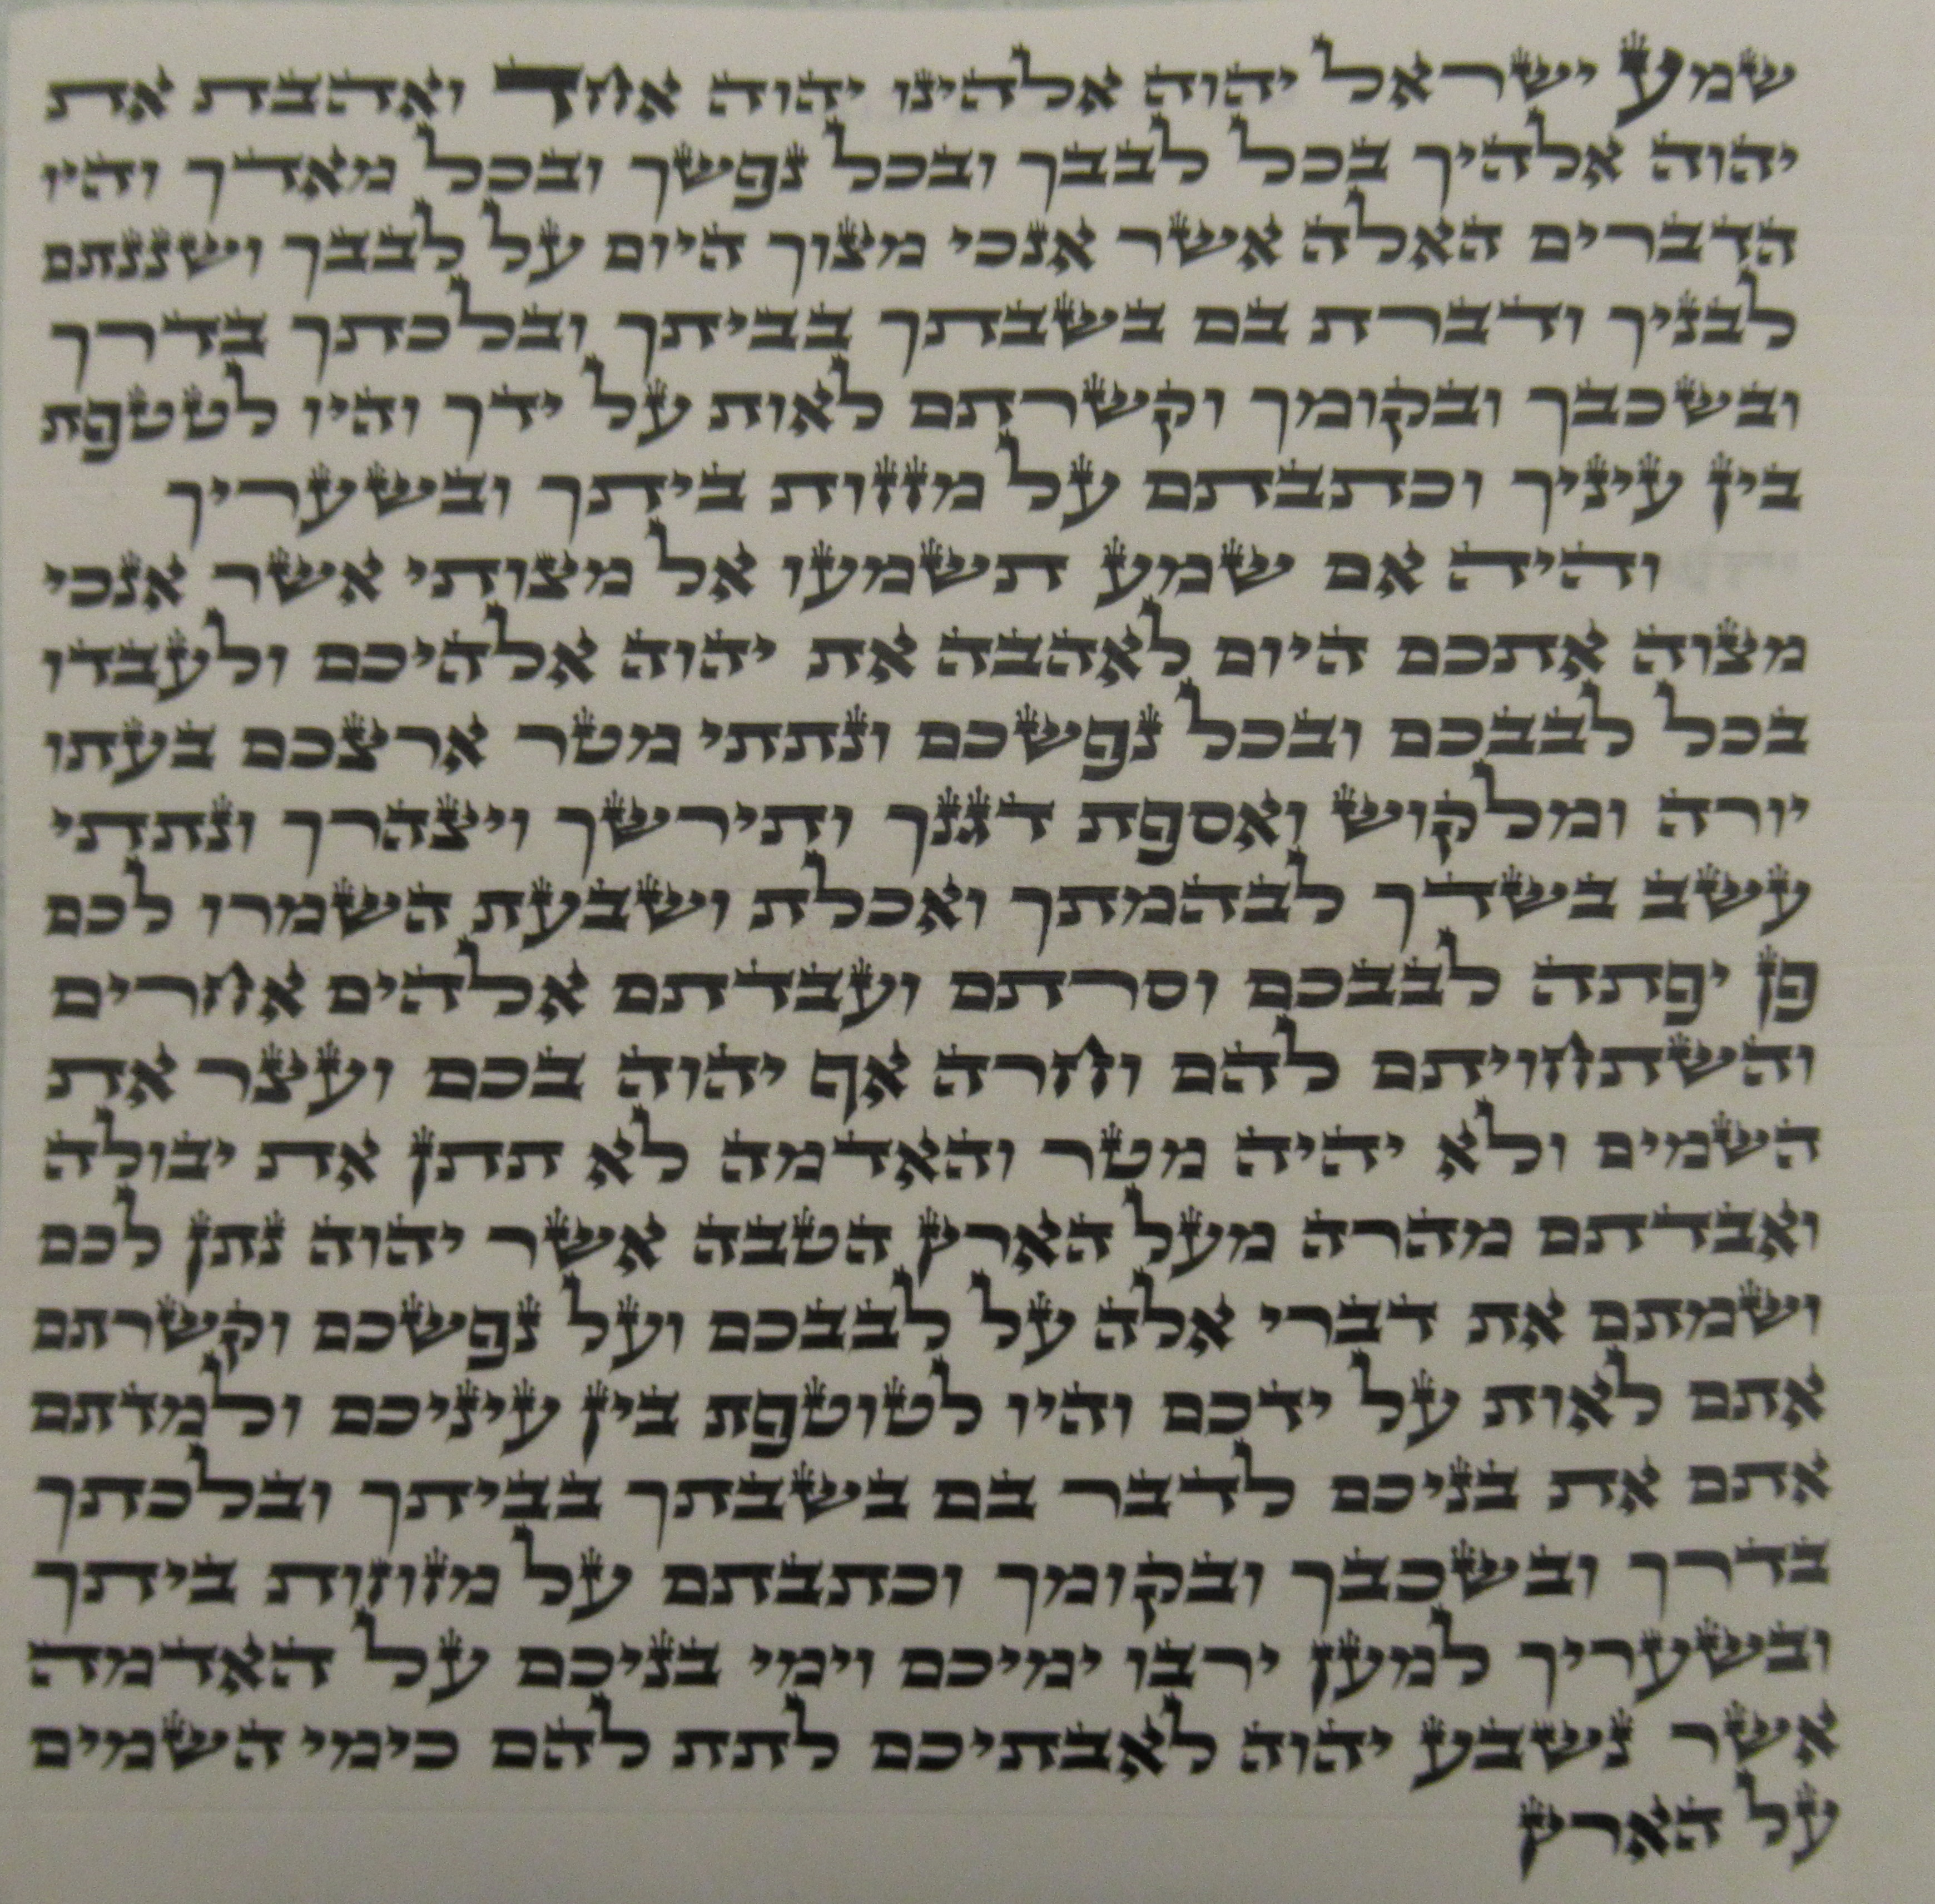 שמע ישראל יהוה אלהינו יהוה אחד ואהבת את
יהוה אלהיך בכל לבבך ובכל נפשך ובכל מאדך והיו
הדברים האלה אשר אנכי מצוך היום על לבבך ושננתם
לבניך ודברת בם בשבתך בביתך ובלכתך בדרך
ובשכבך ובקומך וקשרתם לאות על ידך והיו לטטפת
בין עיניך וכתבתם על מזזות ביתך ובשעריך
והיה אם שמע תשמעו אל מצותי אשר אנכי
מצוה אתכם היום לאהבה את יהוה אלהיכם ולעבדו
בכל לבבכם ובכל נפשכם ונתתי מטר ארצכם בעתו
יורה ומלקוש ואספת דגנך ותירשך ויצהרך ונתתי
עשב בשדך לבהמתך ואכלת ושבעת השמרו לכם
פן יפתה לבבכם וסרתם ועבדתם אלהים אחרים
והשתחויתם להם וחרה אף יהוה בכם ועצר את
השמים ולא יהיה מטר והאדמה לא תתן את יבולה
ואבדתם מהרה מעל הארץ הטבה אשר יהוה נתן לכם
ושמתם את דברי אלה על לבבכם ועל נפשכם וקשרתם
אתם לאות על ידכם והיו לטוטפת בין עיניכם ולמדתם
אתם את בניכם לדבר בם בשבתך בביתך ובלכתך
בדרך ובשכבך ובקומך וכתבתם על מזוזות ביתך
ובשעריך למען ירבו ימיכם וימי בניכם על האדמה
אשר נשבע יהוה לאבתיכם לתת להם כימי השמים
על הארץ